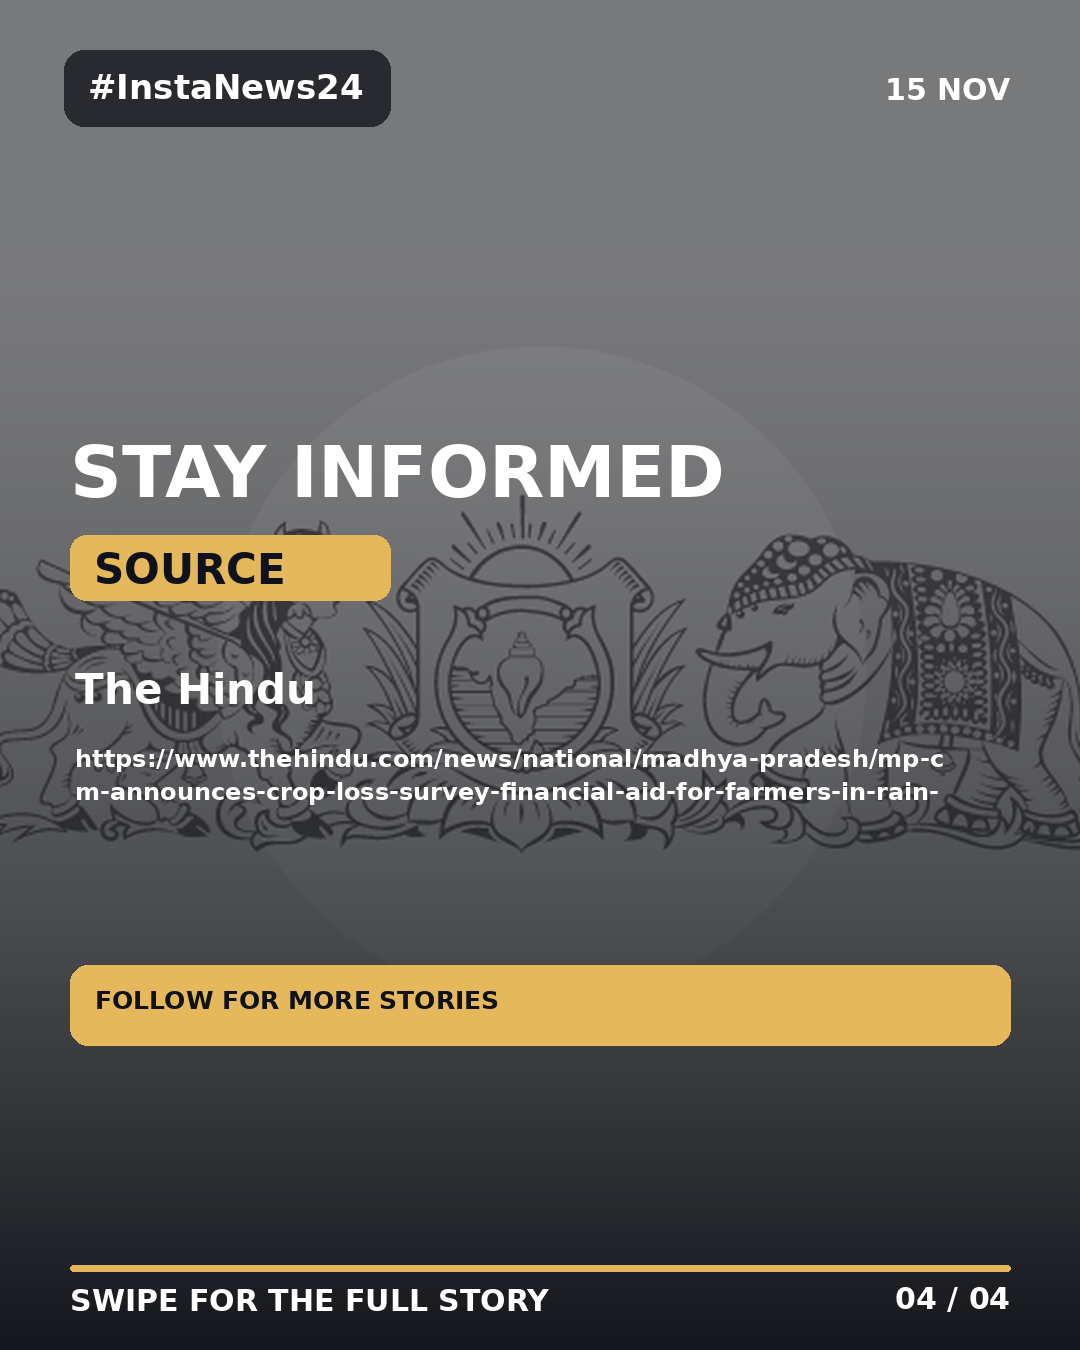 #InstaNews24
15 NOV
STAY INFORMED
SOURCE
The Hindu
https://www.thehindu.com/news/national/madhya-pradesh/mp-c
m-announces-crop-loss-survey-financial-aid-for-farmers-in-rain-
FOLLOW FOR MORE STORIES
SWIPE FOR THE FULL STORY
04 / 04